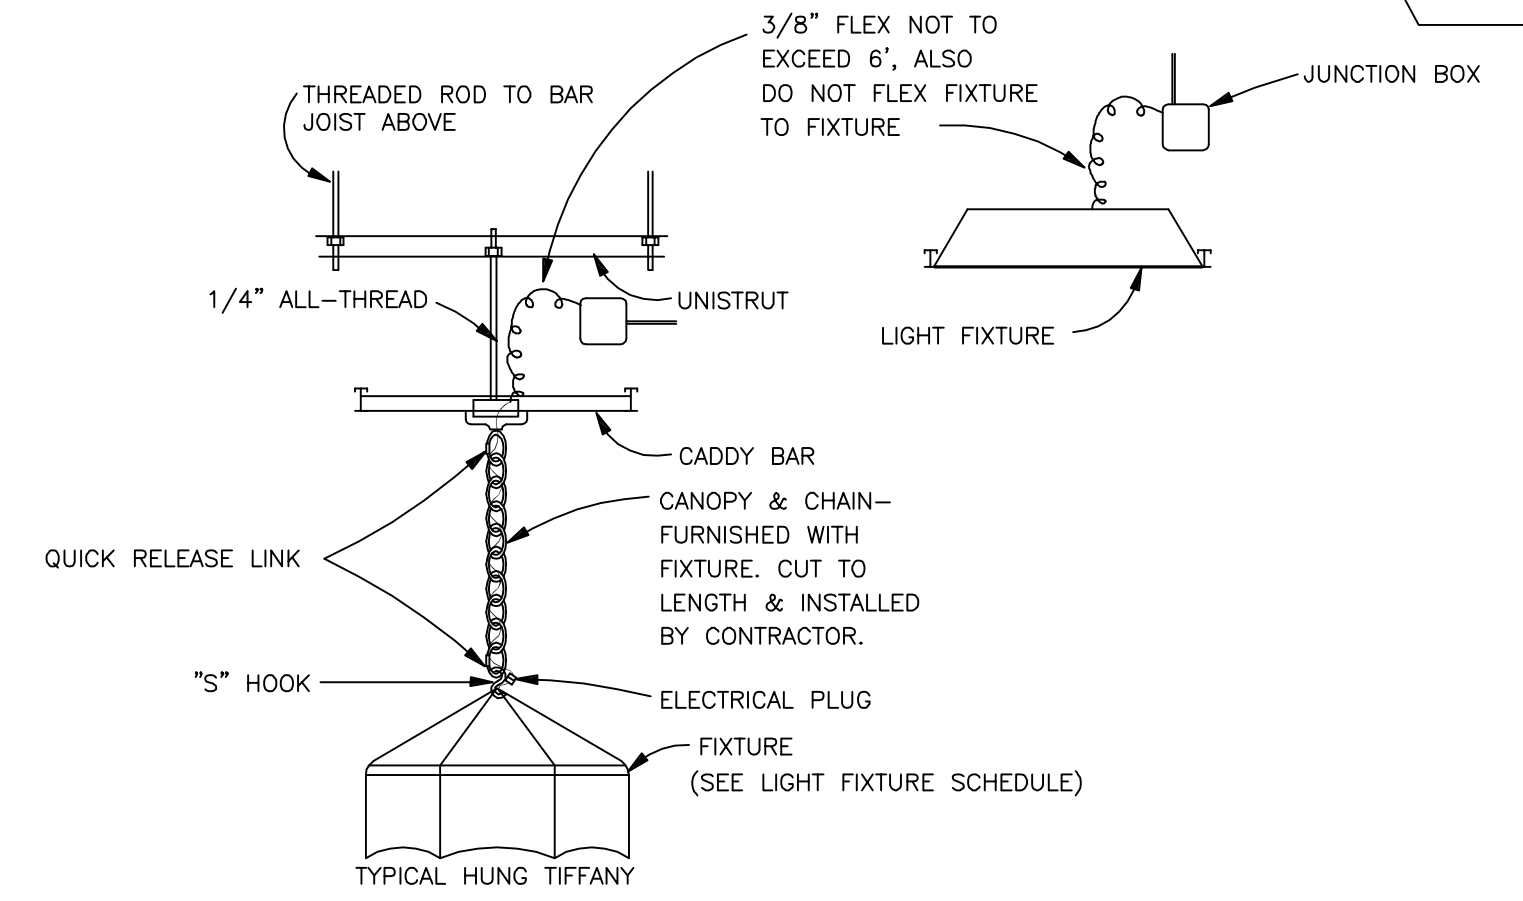 3/8" FLEX NOT TO
EXCEED 6', ALSO
DO NOT FLEX FIXTURE
TO FIXTURE
JUNCTION BOX
THREADED ROD TO BAR
JOIST ABOVE
1/4" ALL-THREAD
UNISTRUT
LIGHT FIXTURE
CADDY BAR
CANOPY & CHAIN-
FURNISHED WITH
FIXTURE. CUT TO
LENGTH & INSTALLED
BY CONTRACTOR.
QUICK RELEASE LINK
"S" HOOK
ELECTRICAL PLUG
FIXTURE
(SEE LIGHT FIXTURE SCHEDULE)
TYPICAL HUNG TIFFANY